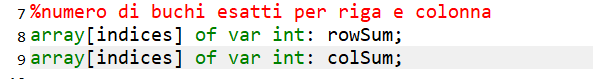 7 %numero di buchi esatti per riga e colonna
8 array[indices] of var int: rowSum;
9 array[indices] of var int: colSum;